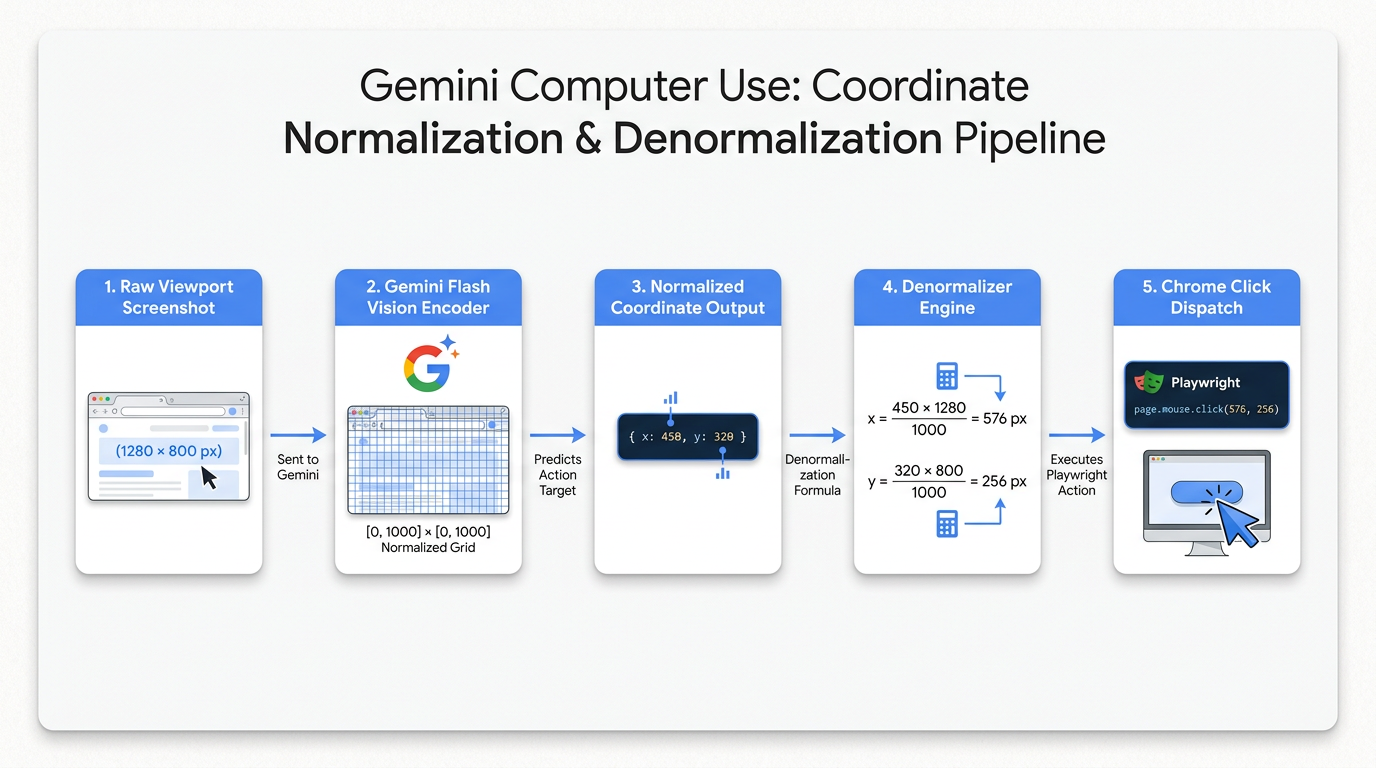 Gemini Computer Use: Coordinate
Normalization & Denormalization Pipeline
1. Raw Viewport
Screenshot
(1280 × 800 px)
Sent to
Gemini
2. Gemini Flash
Vision Encoder
[0, 1000] × [0, 1000]
Normalized Grid
Predicts
Action
Target
3. Normalized
Coordinate Output
{ x: 450, y: 320 }
Denormali-
zation
Formula
4. Denormalizer
Engine
x = 450 × 1280 / 1000 = 576 px
y = 320 × 800 / 1000 = 256 px
Executes
Playwright
Action
5. Chrome Click
Dispatch
Playwright
page.mouze.click(576, 256)